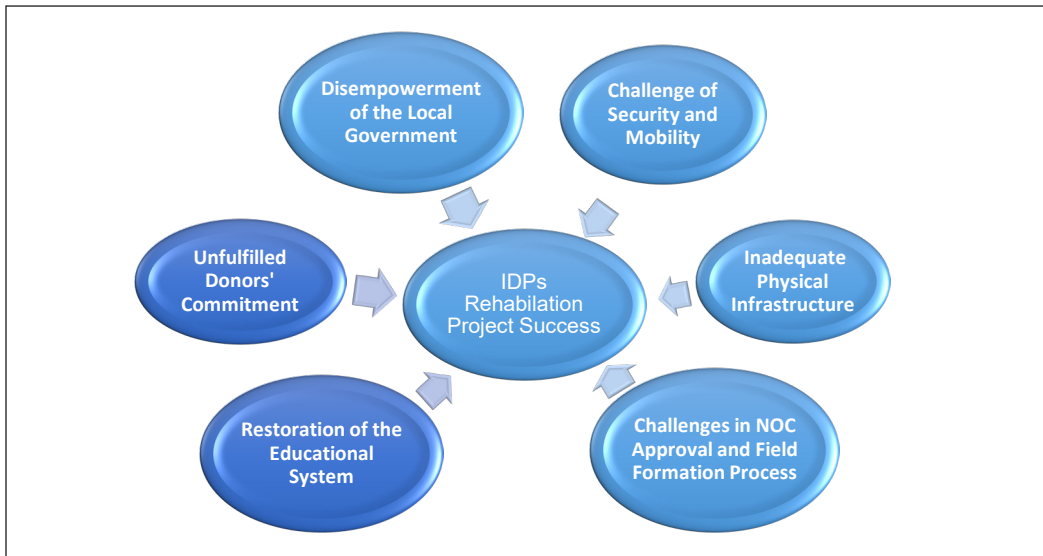 Disempowerment
of the Local
Government
Challenge of
Security and
Mobility
Unfulfilled
Donors'
Commitment
IDPs
Rehabilation
Project Success
Inadequate
Physical
Infrastructure
Restoration of the
Educational
System
Challenges in NOC
Approval and Field
Formation Process